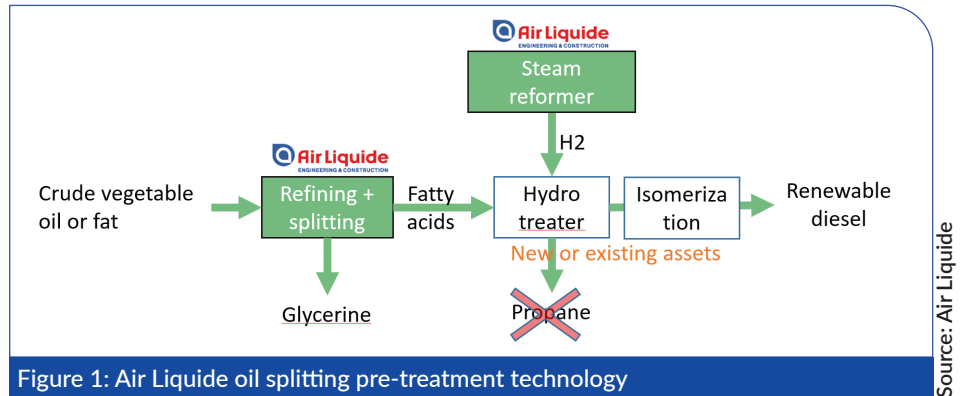 Air Liquide
ENGINEERING & CONSTRUCTION
Steam
reformer
H2
Air Liquide
ENGINEERING & CONSTRUCTION
Crude vegetable
oil or fat
Refining +
splitting
Fatty
acids
Hydro
treater
Isomeriza
tion
Renewable
diesel
New or existing assets
Glycerine
Propane
Figure 1: Air Liquide oil splitting pre-treatment technology
Source: Air Liquide